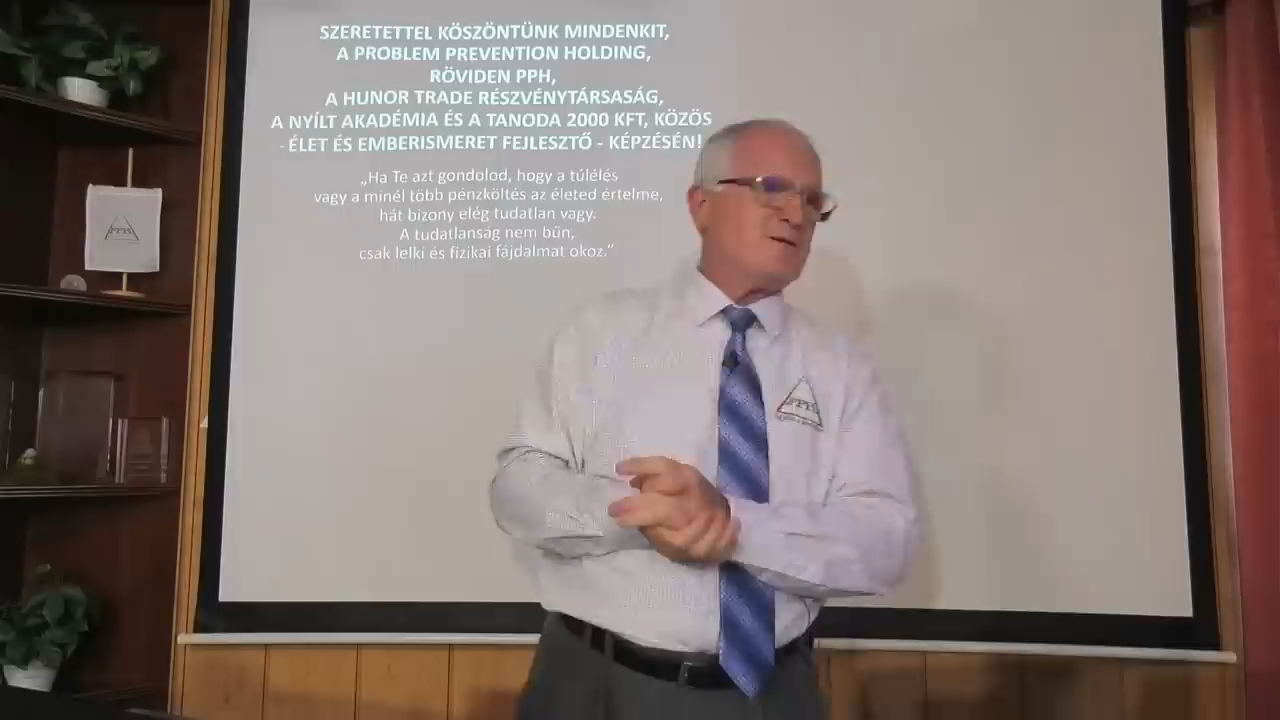 SZERETETTEL KÖSZÖNTÜNK MINDENKIT,
A PROBLEM PREVENTION HOLDING,
RÖVIDEN PPH,
A HUNOR TRADE RÉSZVÉNYTÁRSASÁG,
A NYÍLT AKADÉMIA ÉS A TANODA 2000 KFT, KÖZÖS
- ÉLET ÉS EMBERISMERET FEJLESZTŐ - KÉPZÉSÉN!
„Ha Te azt gondolod, hogy a túlélés
vagy a minél több pénzköltés az életed értelme,
hát bizony elég tudatlan vagy.
A tudatlanság nem bűn,
csak lelki és fizikai fájdalmat okoz.”
PPH
PPH